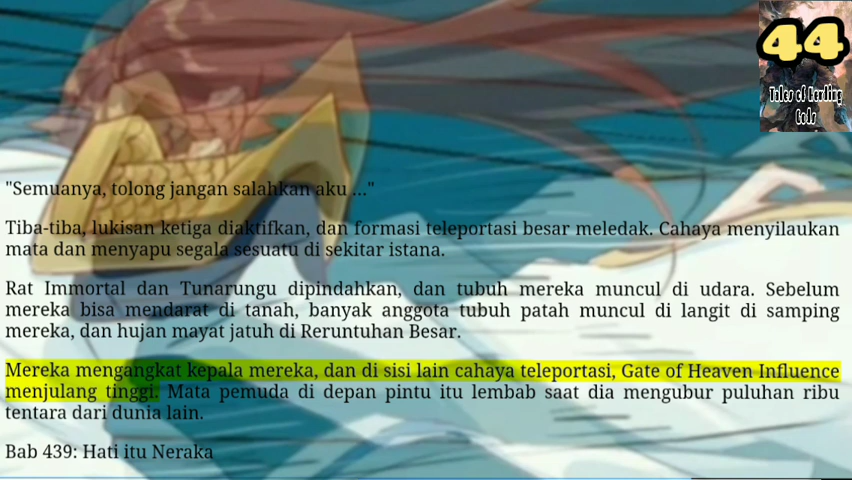 44
Tales of Herding
Gods
"Semuanya, tolong jangan salahkan aku ..."
Tiba-tiba, lukisan ketiga diaktifkan, dan formasi teleportasi besar meledak. Cahaya menyilaukan
mata dan menyapu segala sesuatu di sekitar istana.
Rat Immortal dan Tunarungu dipindahkan, dan tubuh mereka muncul di udara. Sebelum
mereka bisa mendarat di tanah, banyak anggota tubuh patah muncul di langit di samping
mereka, dan hujan mayat jatuh di Reruntuhan Besar.
Mereka mengangkat kepala mereka, dan di sisi lain cahaya teleportasi, Gate of Heaven Influence
menjulang tinggi. Mata pemuda di depan pintu itu lembab saat dia mengubur puluhan ribu
tentara dari dunia lain.
Bab 439: Hati itu Neraka